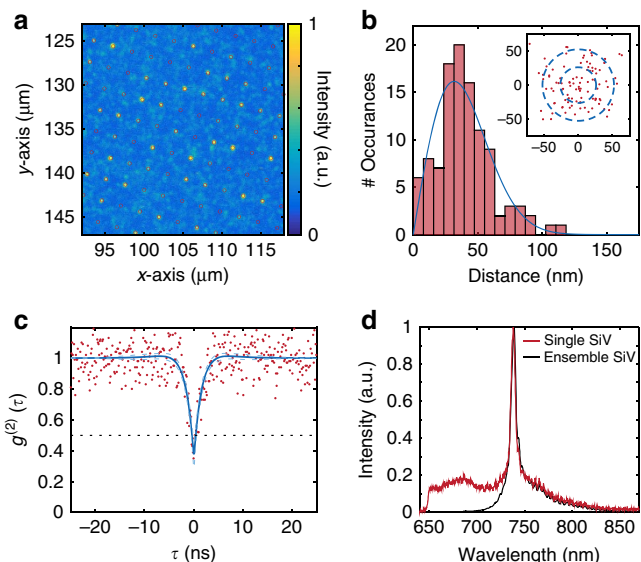 a
125
130
135
140
145
y-axis (μm)
95 100 105 110 115
x-axis (μm)
1
0
Intensity (a.u.)
b
20
15
10
5
0
# Occurances
0 50 100 150
Distance (nm)
50
0
−50
−50 0 50
c
1
0.8
0.6
0.4
0.2
0
g(2) (τ)
−20 −10 0 10 20
τ (ns)
d
1
0.8
0.6
0.4
0.2
0
Intensity (a.u.)
Single SiV
Ensemble SiV
640 700 750 800 850
Wavelength (nm)